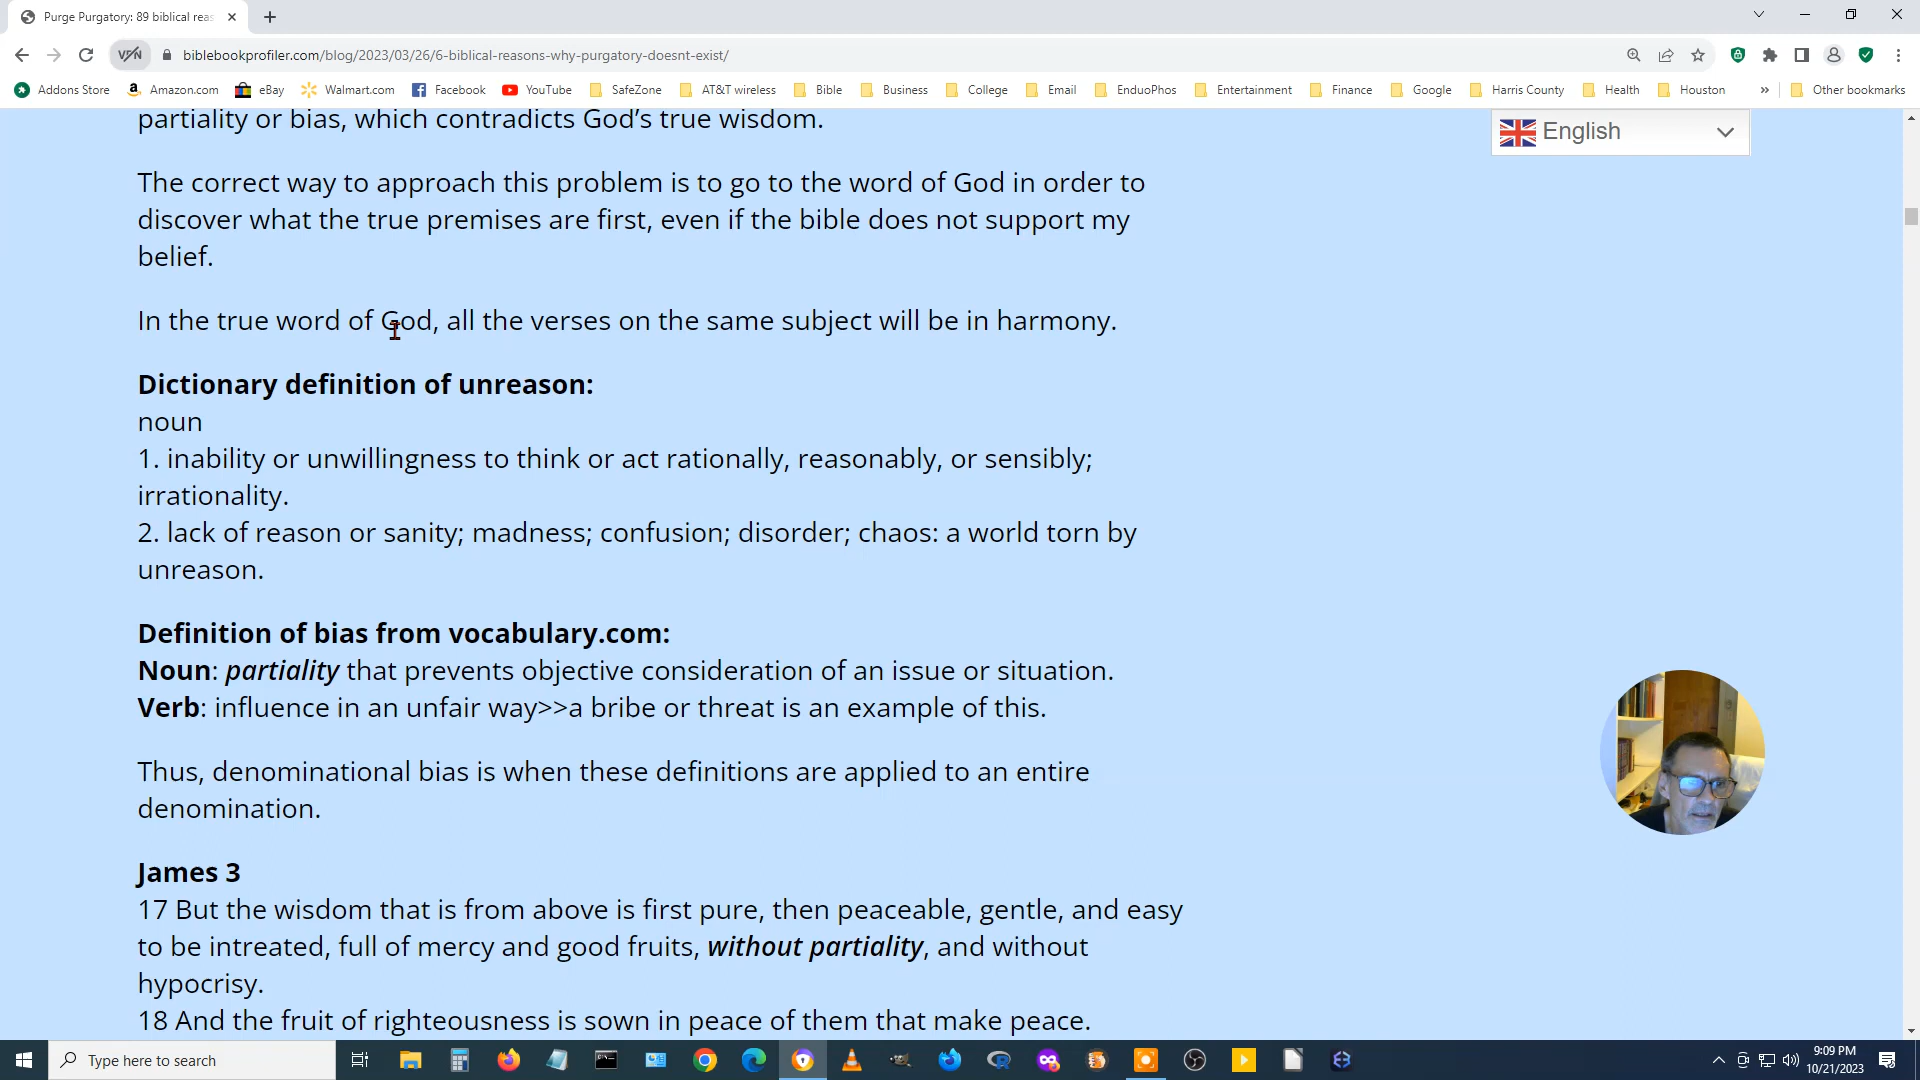 Purge Purgatory: 89 biblical reas
biblebookprofiler.com/blog/2023/03/26/6-biblical-reasons-why-purgatory-doesnt-exist/
VPN
Addons Store Amazon.com eBay Walmart.com Facebook YouTube SafeZone AT&T wireless Bible Business College Email EnduoPhos Entertainment Finance Google Harris County Health Houston » Other bookmarks
partiality or bias, which contradicts God’s true wisdom.
English
The correct way to approach this problem is to go to the word of God in order to
discover what the true premises are first, even if the bible does not support my
belief.
In the true word of God, all the verses on the same subject will be in harmony.
Dictionary definition of unreason:
noun
1. inability or unwillingness to think or act rationally, reasonably, or sensibly;
irrationality.
2. lack of reason or sanity; madness; confusion; disorder; chaos: a world torn by
unreason.
Definition of bias from vocabulary.com:
Noun: partiality that prevents objective consideration of an issue or situation.
Verb: influence in an unfair way>>a bribe or threat is an example of this.
Thus, denominational bias is when these definitions are applied to an entire
denomination.
James 3
17 But the wisdom that is from above is first pure, then peaceable, gentle, and easy
to be intreated, full of mercy and good fruits, without partiality, and without
hypocrisy.
18 And the fruit of righteousness is sown in peace of them that make peace.
Type here to search
9:09 PM
10/21/2023